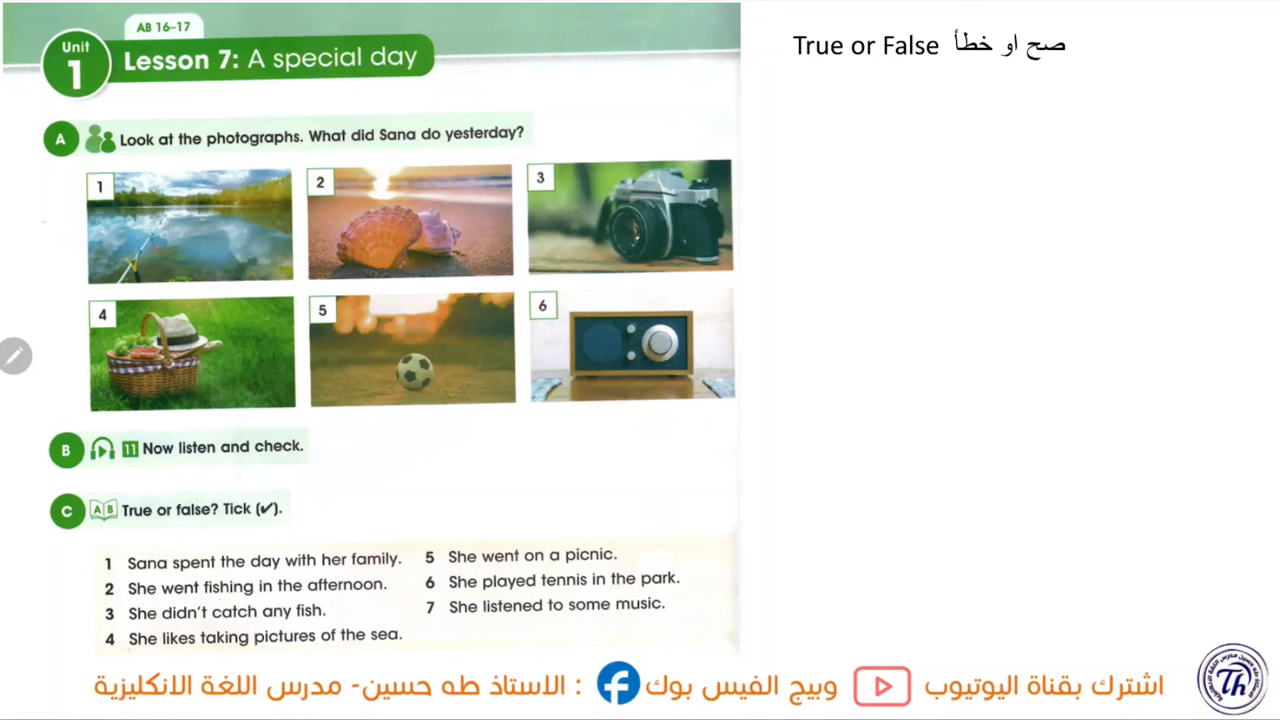 AB 16–17
Unit
1
Lesson 7: A special day
True or False صح او خطأ
A Look at the photographs. What did Sana do yesterday?
1
2
3
4
5
6
B 11 Now listen and check.
C AB True or false? Tick (✔).
1 Sana spent the day with her family.
2 She went fishing in the afternoon.
3 She didn't catch any fish.
4 She likes taking pictures of the sea.
5 She went on a picnic.
6 She played tennis in the park.
7 She listened to some music.
اشترك بقناة اليوتيوب وبيج الفيس بوك : الاستاذ طه حسين- مدرس اللغة الانكليزية
Th